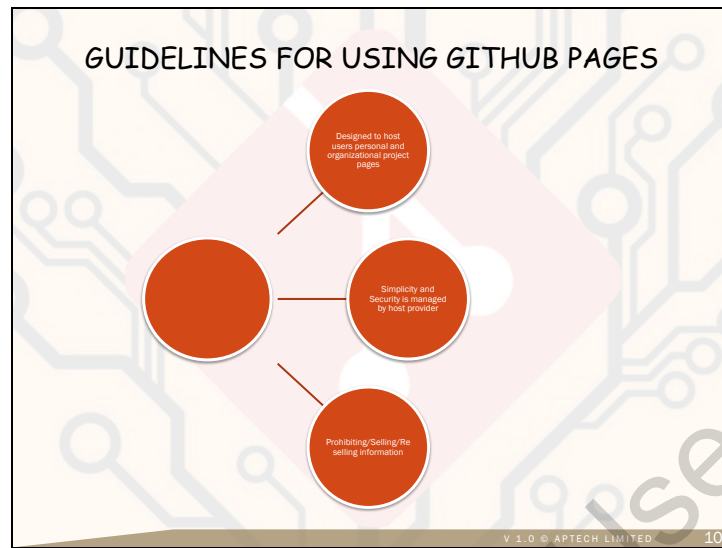 GUIDELINES FOR USING GITHUB PAGES
Designed to host
users personal and
organizational project
pages
Simplicity and
Security is managed
by host provider
Prohibiting/Selling/Re
selling information
V 1.0 © APTECH LIMITED
10